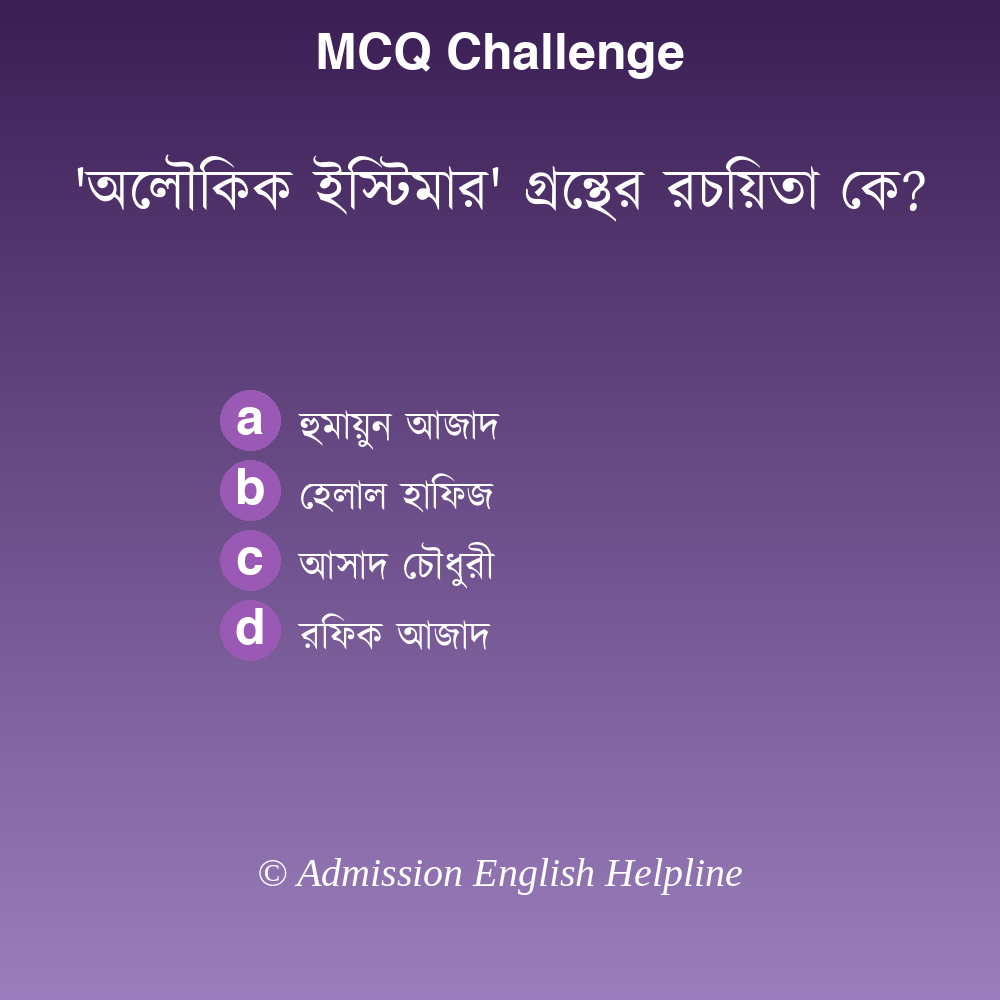 MCQ Challenge
'অলৌকিক ইস্টিমার' গ্রন্থের রচয়িতা কে?
a হুমায়ুন আজাদ
b হেলাল হাফিজ
c আসাদ চৌধুরী
d রফিক আজাদ
© Admission English Helpline